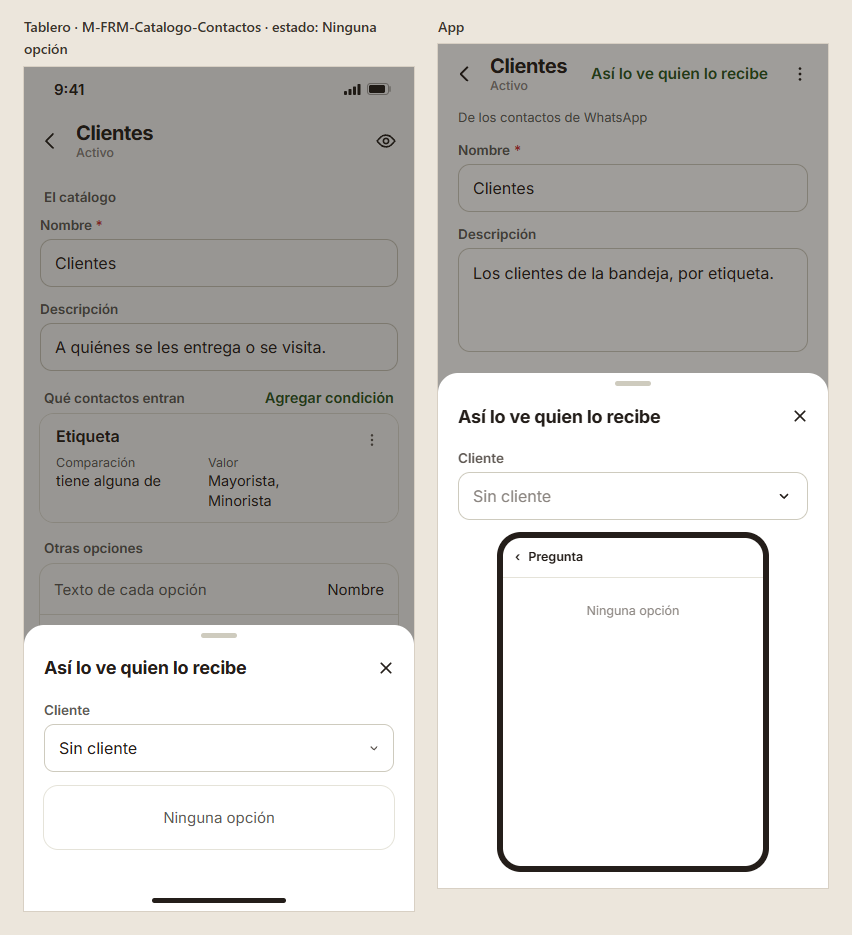 Tablero · M-FRM-Catalogo-Contactos · estado: Ninguna
opción
9:41
Clientes
Activo
El catálogo
Nombre *
Clientes
Descripción
A quiénes se les entrega o se visita.
Qué contactos entran
Agregar condición
Etiqueta
Comparación
tiene alguna de
Valor
Mayorista,
Minorista
Otras opciones
Texto de cada opción
Nombre
Así lo ve quien lo recibe
Cliente
Sin cliente
Ninguna opción
App
Clientes
Activo
Así lo ve quien lo recibe
De los contactos de WhatsApp
Nombre *
Clientes
Descripción
Los clientes de la bandeja, por etiqueta.
Así lo ve quien lo recibe
Cliente
Sin cliente
Pregunta
Ninguna opción